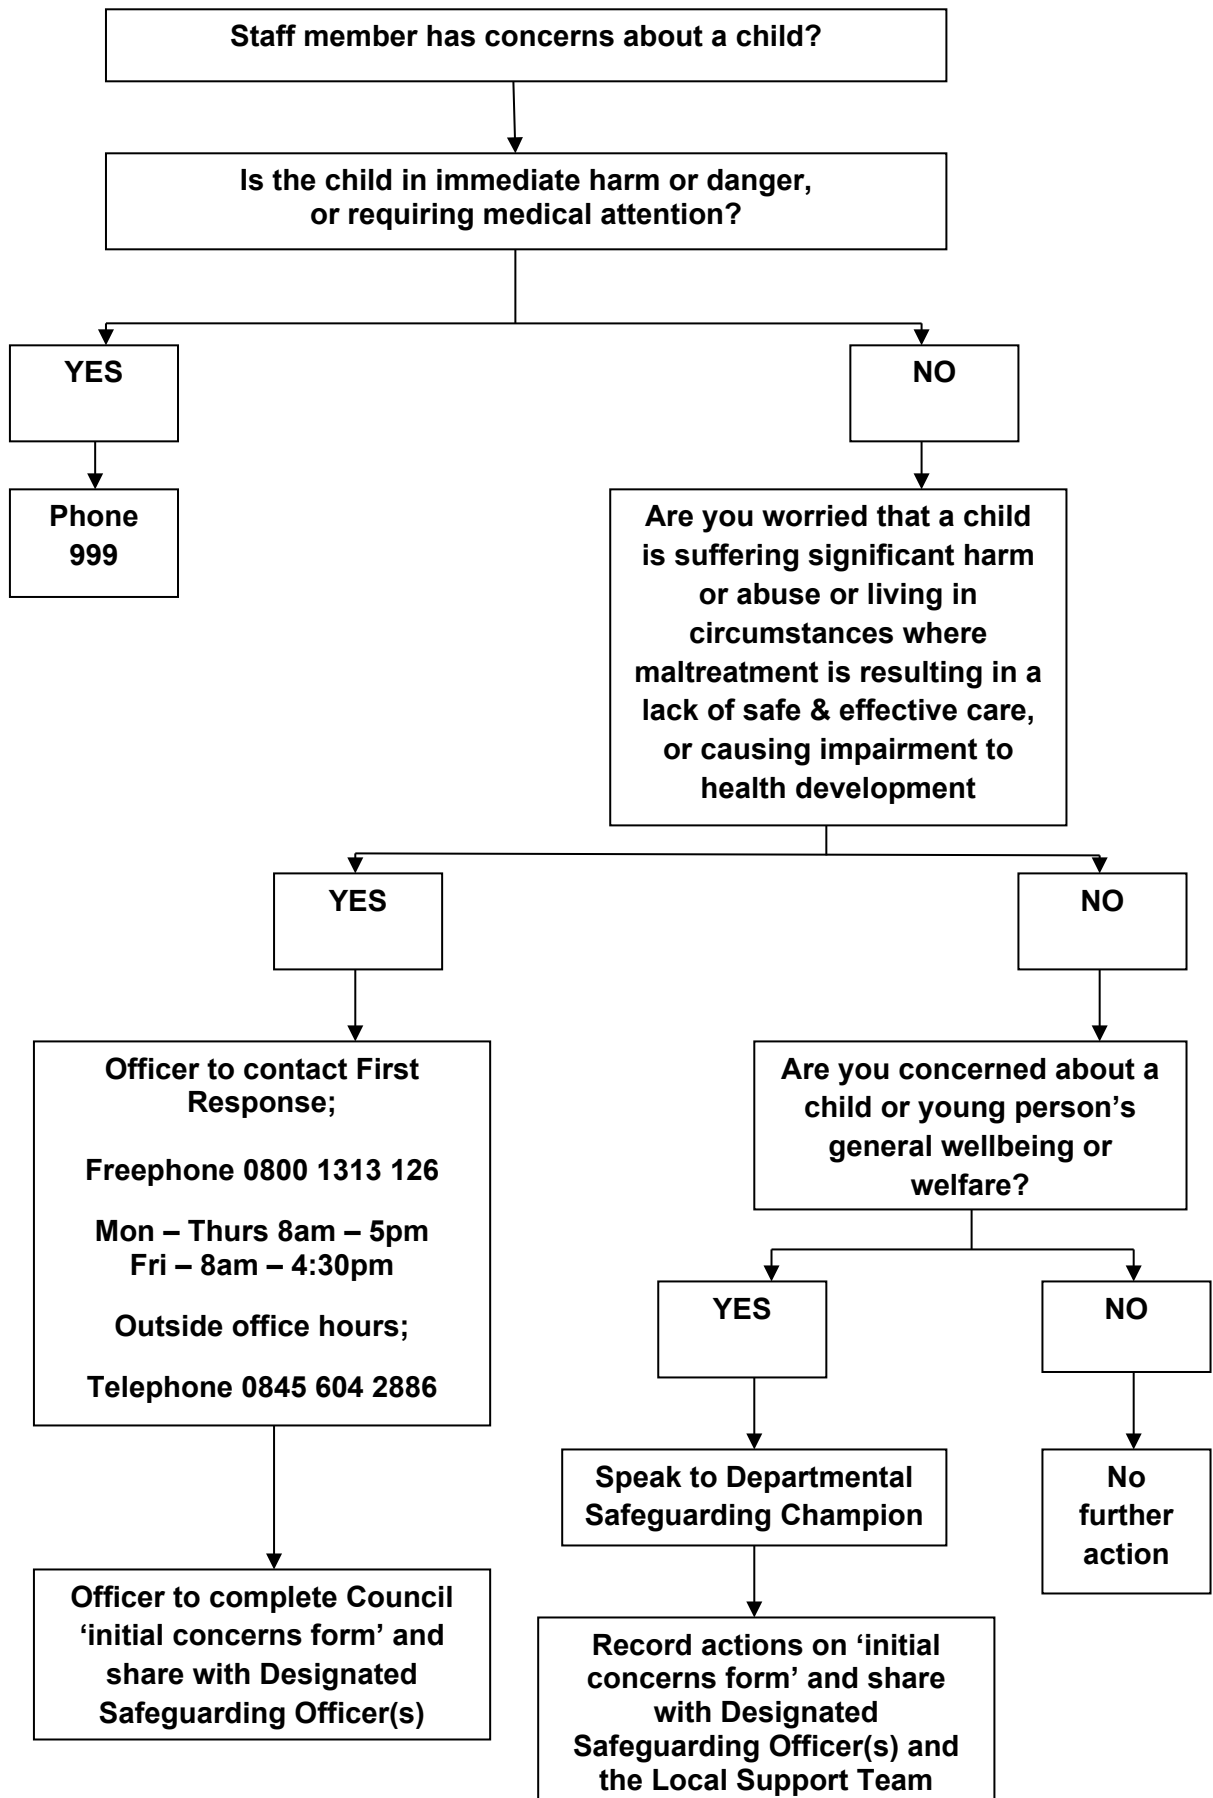 Staff member has concerns about a child?
Is the child in immediate harm or danger,
or requiring medical attention?
YES
NO
Phone
999
Are you worried that a child
is suffering significant harm
or abuse or living in
circumstances where
maltreatment is resulting in a
lack of safe & effective care,
or causing impairment to
health development
YES
NO
Officer to contact First
Response;
Freephone 0800 1313 126
Mon – Thurs 8am – 5pm
Fri – 8am – 4:30pm
Outside office hours;
Telephone 0845 604 2886
Officer to complete Council
‘initial concerns form’ and
share with Designated
Safeguarding Officer(s)
Are you concerned about a
child or young person’s
general wellbeing or
welfare?
YES
NO
Speak to Departmental
Safeguarding Champion
No
further
action
Record actions on ‘initial
concerns form’ and share
with Designated
Safeguarding Officer(s) and
the Local Support Team